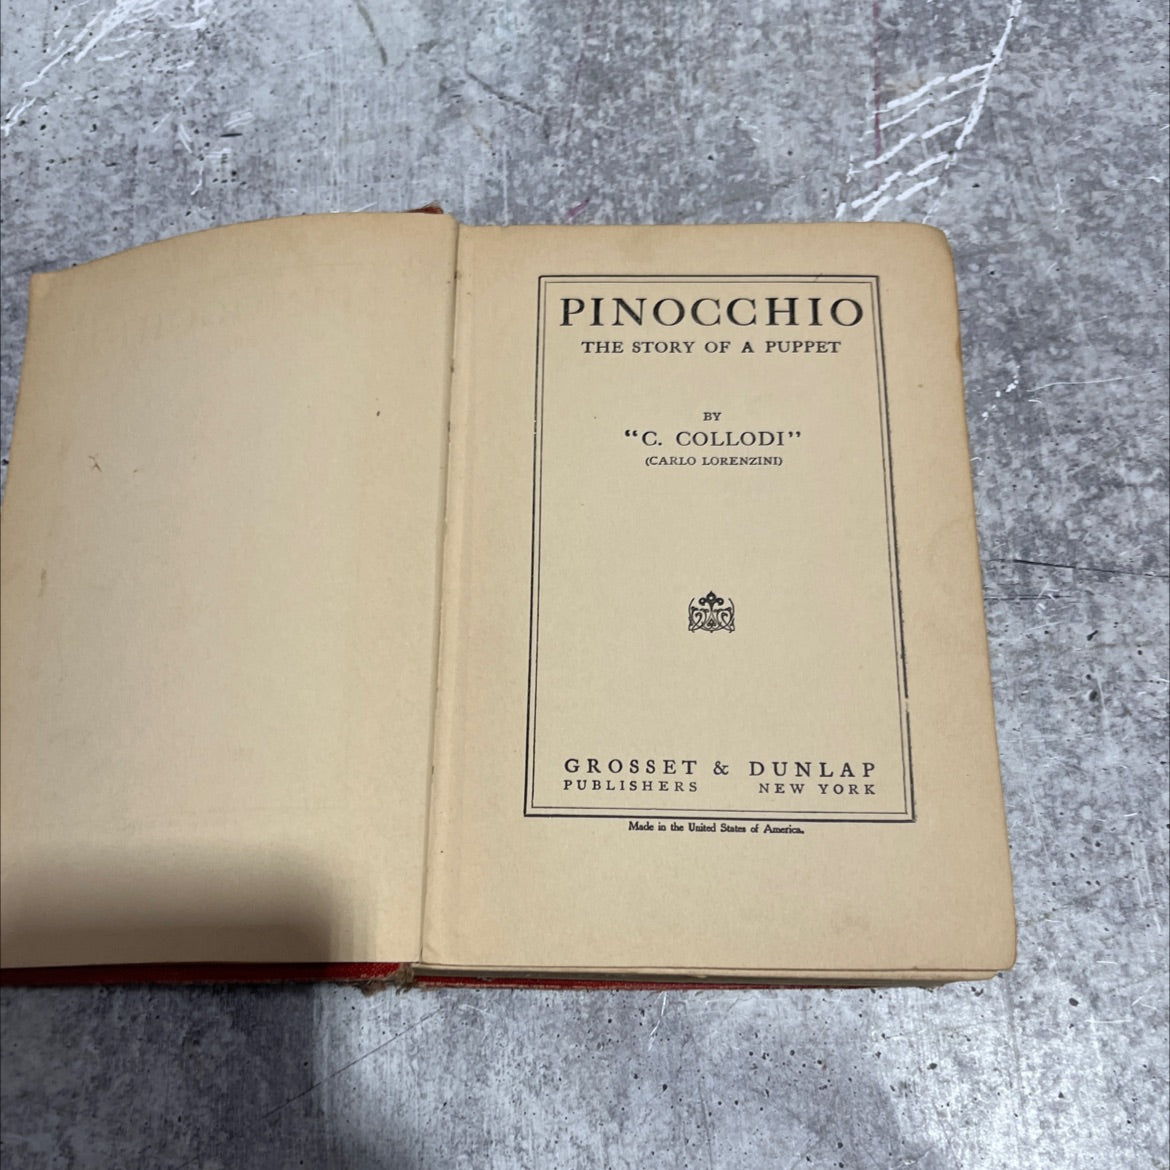 PINOCCHIO
THE STORY OF A PUPPET
BY
“C. COLLODI”
(CARLO LORENZINI)
GROSSET & DUNLAP
PUBLISHERS NEW YORK
Made in the United States of America.